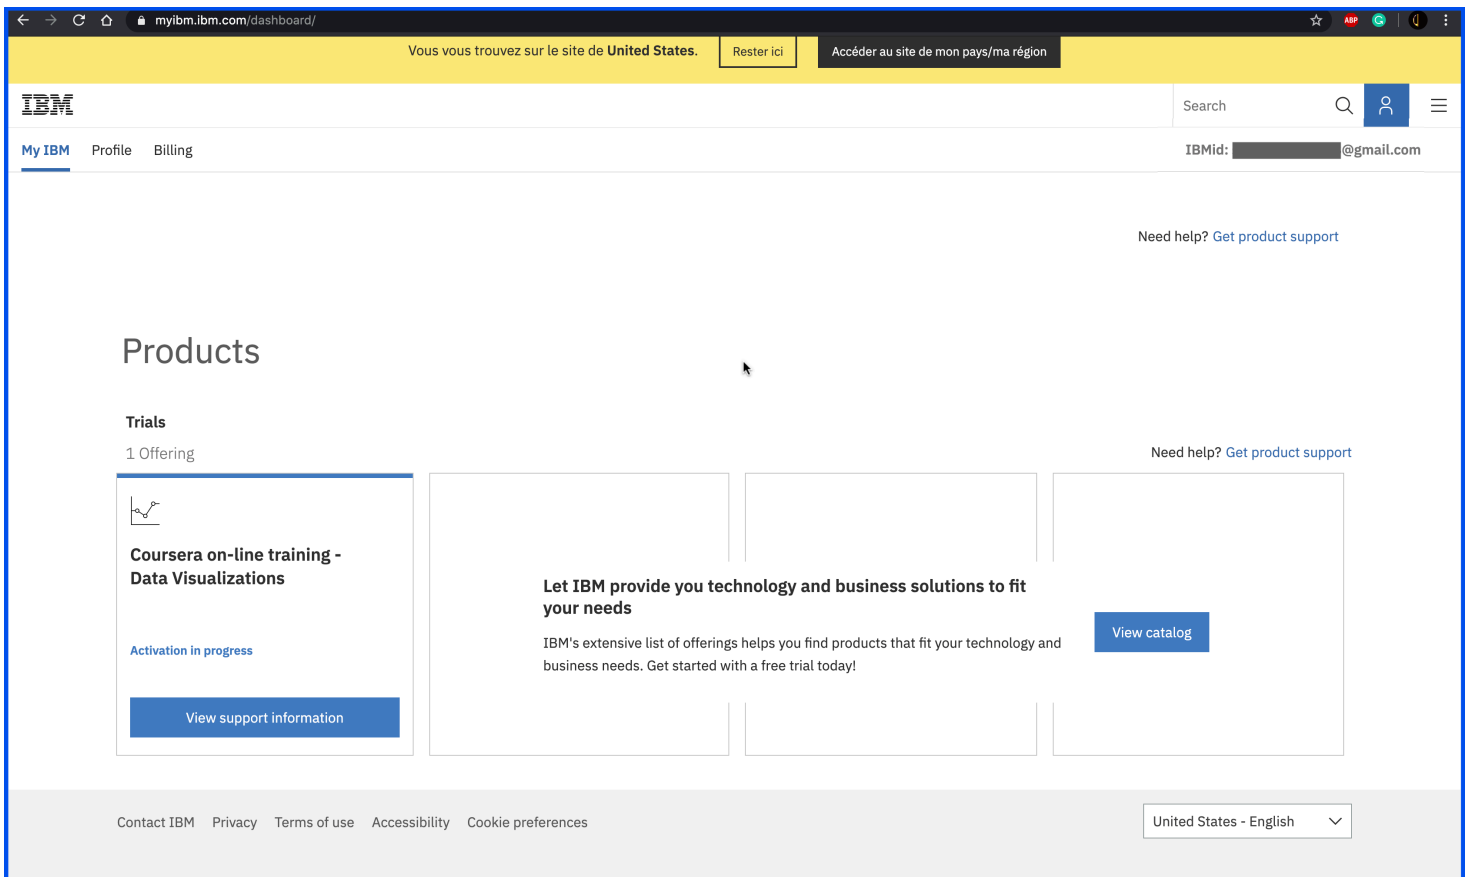 myibm.ibm.com/dashboard/
ABP
Vous vous trouvez sur le site de United States.
Rester ici
Accéder au site de mon pays/ma région
IBM
Search
My IBM
Profile
Billing
IBMid:
@gmail.com
Need help? Get product support
Products
Trials
1 Offering
Need help? Get product support
Coursera on-line training -
Data Visualizations
Activation in progress
View support information
Let IBM provide you technology and business solutions to fit
your needs
IBM's extensive list of offerings helps you find products that fit your technology and
business needs. Get started with a free trial today!
View catalog
Contact IBM
Privacy
Terms of use
Accessibility
Cookie preferences
United States - English